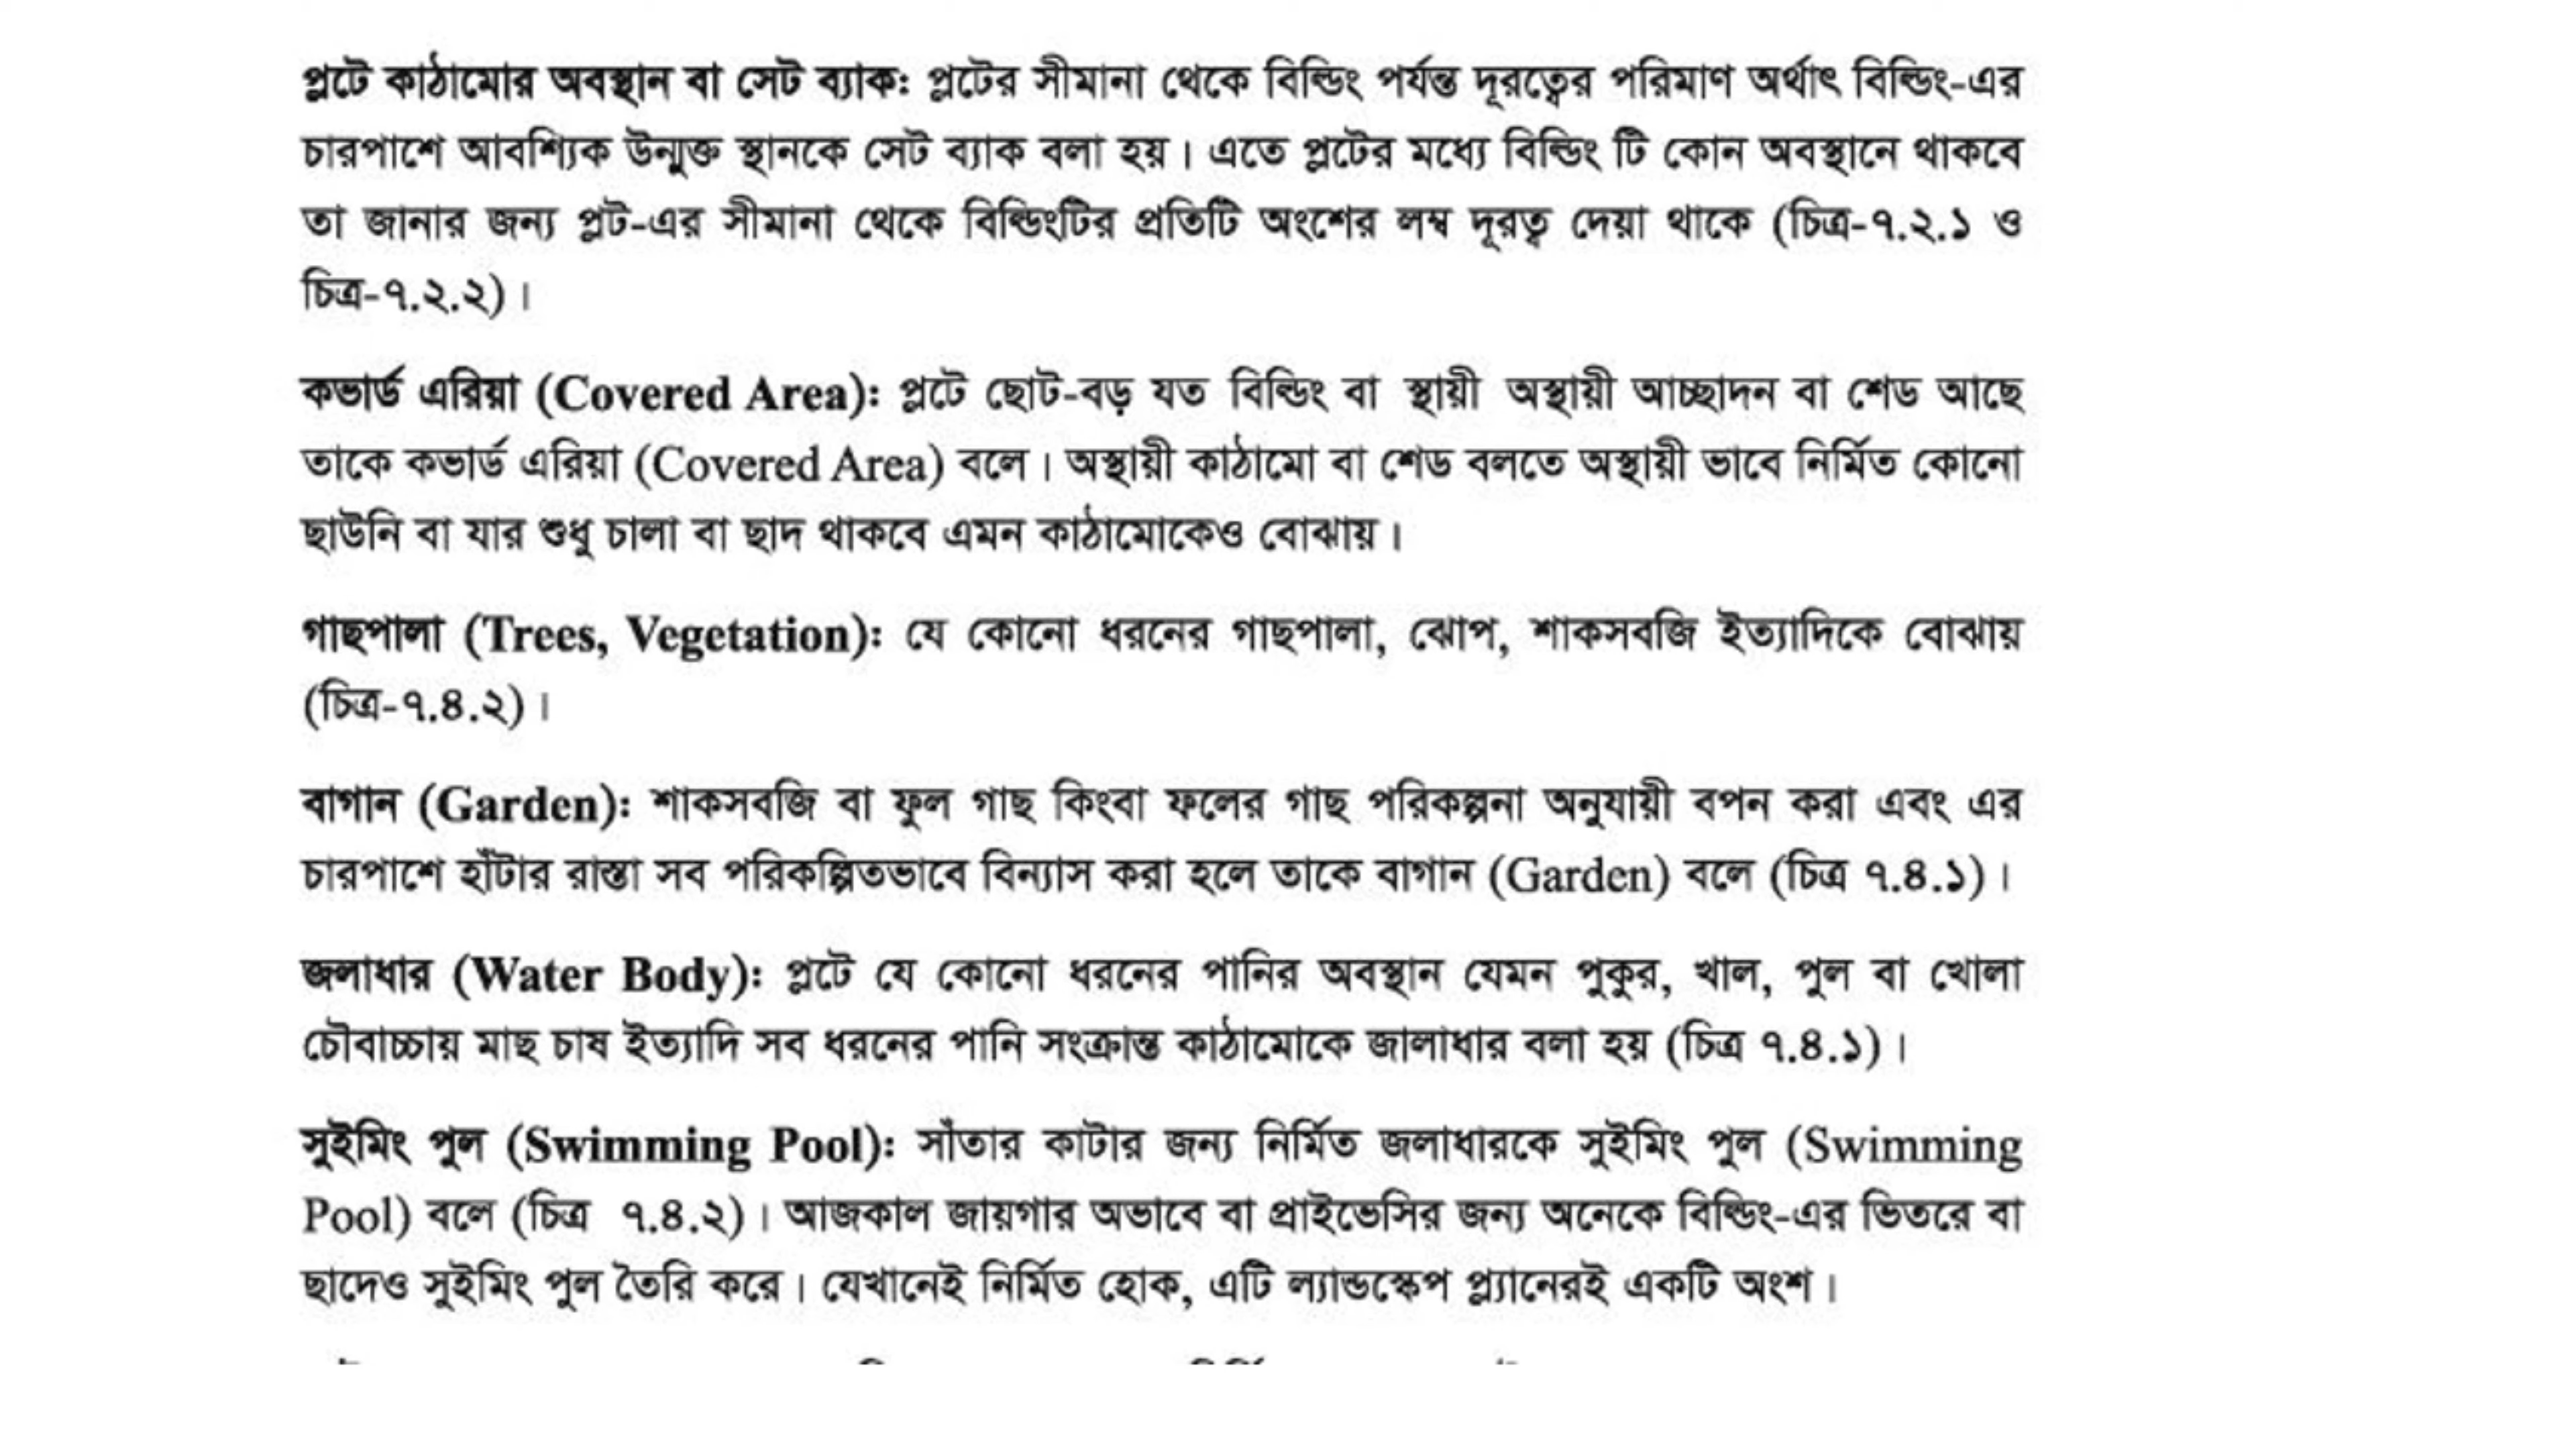 প্লটে কাঠামোর অবস্থান বা সেট ব্যাক: প্লটের সীমানা থেকে বিল্ডিং পর্যন্ত দূরত্বের পরিমাণ অর্থাৎ বিল্ডিং-এর
চারপাশে আবশ্যিক উন্মুক্ত স্থানকে সেট ব্যাক বলা হয়। এতে প্লটের মধ্যে বিল্ডিং টি কোন অবস্থানে থাকবে
তা জানার জন্য প্লট-এর সীমানা থেকে বিল্ডিংটির প্রতিটি অংশের লম্ব দূরত্ব দেয়া থাকে (চিত্র-৭.২.১ ও
চিত্র-৭.২.২)।
কভার্ড এরিয়া (Covered Area): প্লটে ছোট-বড় যত বিল্ডিং বা স্থায়ী অস্থায়ী আচ্ছাদন বা শেড আছে
তাকে কভার্ড এরিয়া (Covered Area) বলে। অস্থায়ী কাঠামো বা শেড বলতে অস্থায়ী ভাবে নির্মিত কোনো
ছাউনি বা যার শুধু চালা বা ছাদ থাকবে এমন কাঠামোকেও বোঝায়।
গাছপালা (Trees, Vegetation): যে কোনো ধরনের গাছপালা, ঝোপ, শাকসবজি ইত্যাদিকে বোঝায়
(চিত্র-৭.৪.২)।
বাগান (Garden): শাকসবজি বা ফুল গাছ কিংবা ফলের গাছ পরিকল্পনা অনুযায়ী বপন করা এবং এর
চারপাশে হাঁটার রাস্তা সব পরিকল্পিতভাবে বিন্যাস করা হলে তাকে বাগান (Garden) বলে (চিত্র ৭.৪.১)।
জলাধার (Water Body): প্লটে যে কোনো ধরনের পানির অবস্থান যেমন পুকুর, খাল, পুল বা খোলা
চৌবাচ্চায় মাছ চাষ ইত্যাদি সব ধরনের পানি সংক্রান্ত কাঠামোকে জালাধার বলা হয় (চিত্র ৭.৪.১)।
সুইমিং পুল (Swimming Pool): সাঁতার কাটার জন্য নির্মিত জলাধারকে সুইমিং পুল (Swimming
Pool) বলে (চিত্র ৭.৪.২)। আজকাল জায়গার অভাবে বা প্রাইভেসির জন্য অনেকে বিল্ডিং-এর ভিতরে বা
ছাদেও সুইমিং পুল তৈরি করে। যেখানেই নির্মিত হোক, এটি ল্যান্ডস্কেপ প্ল্যানেরই একটি অংশ।